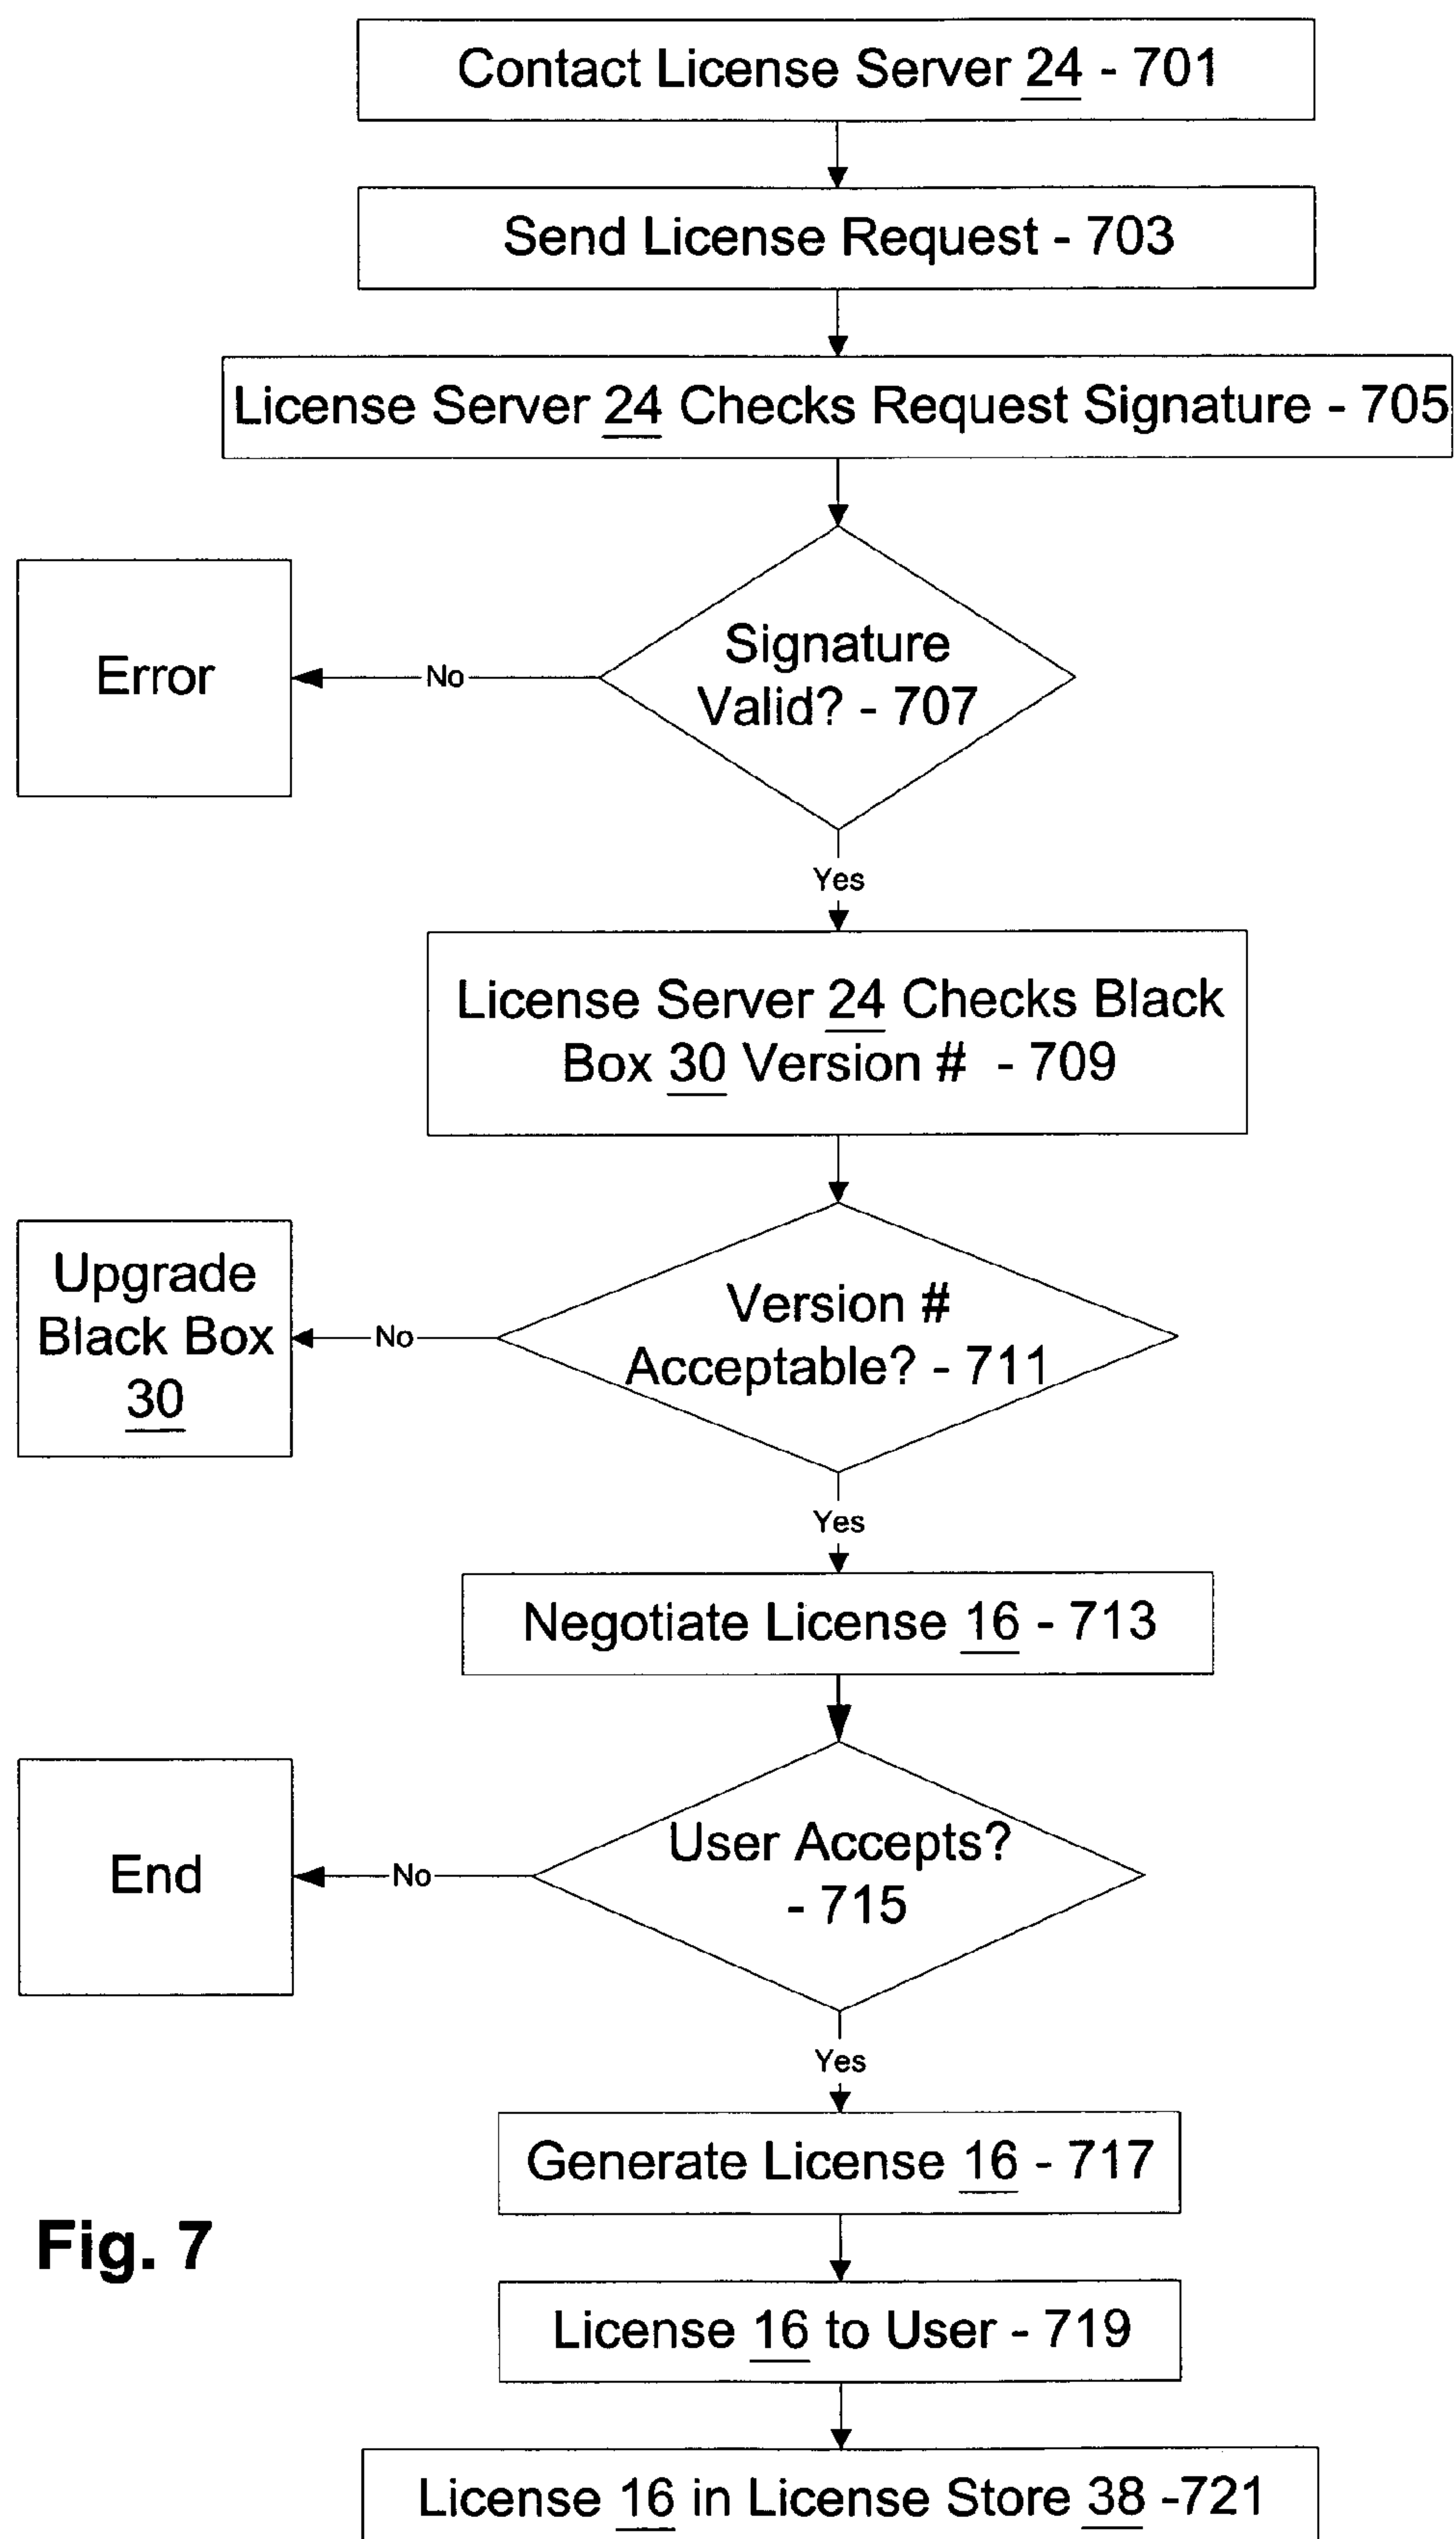 Contact License Server 24 - 701
Send License Request - 703
License Server 24 Checks Request Signature - 705
Signature
Valid? - 707
No
Error
Yes
License Server 24 Checks Black
Box 30 Version # - 709
Version #
Acceptable? - 711
No
Upgrade
Black Box
30
Yes
Negotiate License 16 - 713
User Accepts?
- 715
No
End
Yes
Generate License 16 - 717
Fig. 7
License 16 to User - 719
License 16 in License Store 38 -721